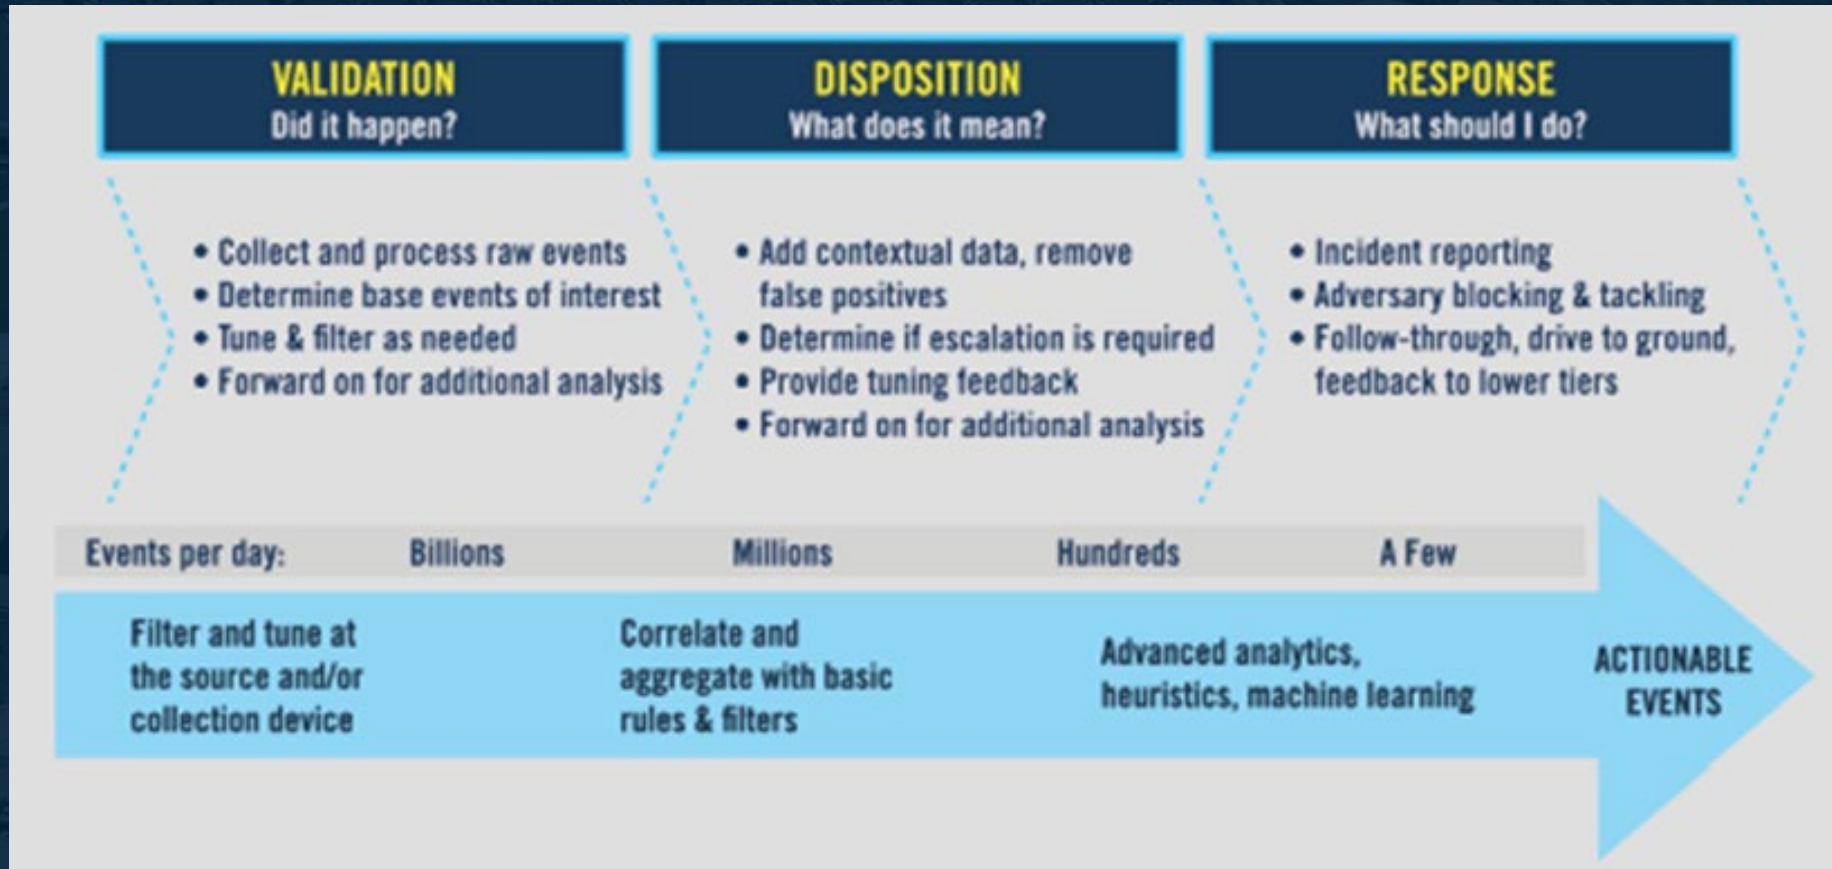 VALIDATION
Did it happen?
DISPOSITION
What does it mean?
RESPONSE
What should I do?
• Collect and process raw events
• Determine base events of interest
• Tune & filter as needed
• Forward on for additional analysis
• Add contextual data, remove
false positives
• Determine if escalation is required
• Provide tuning feedback
• Forward on for additional analysis
• Incident reporting
• Adversary blocking & tackling
• Follow-through, drive to ground,
feedback to lower tiers
Events per day: Billions Millions Hundreds A Few
Filter and tune at
the source and/or
collection device
Correlate and
aggregate with basic
rules & filters
Advanced analytics,
heuristics, machine learning
ACTIONABLE
EVENTS